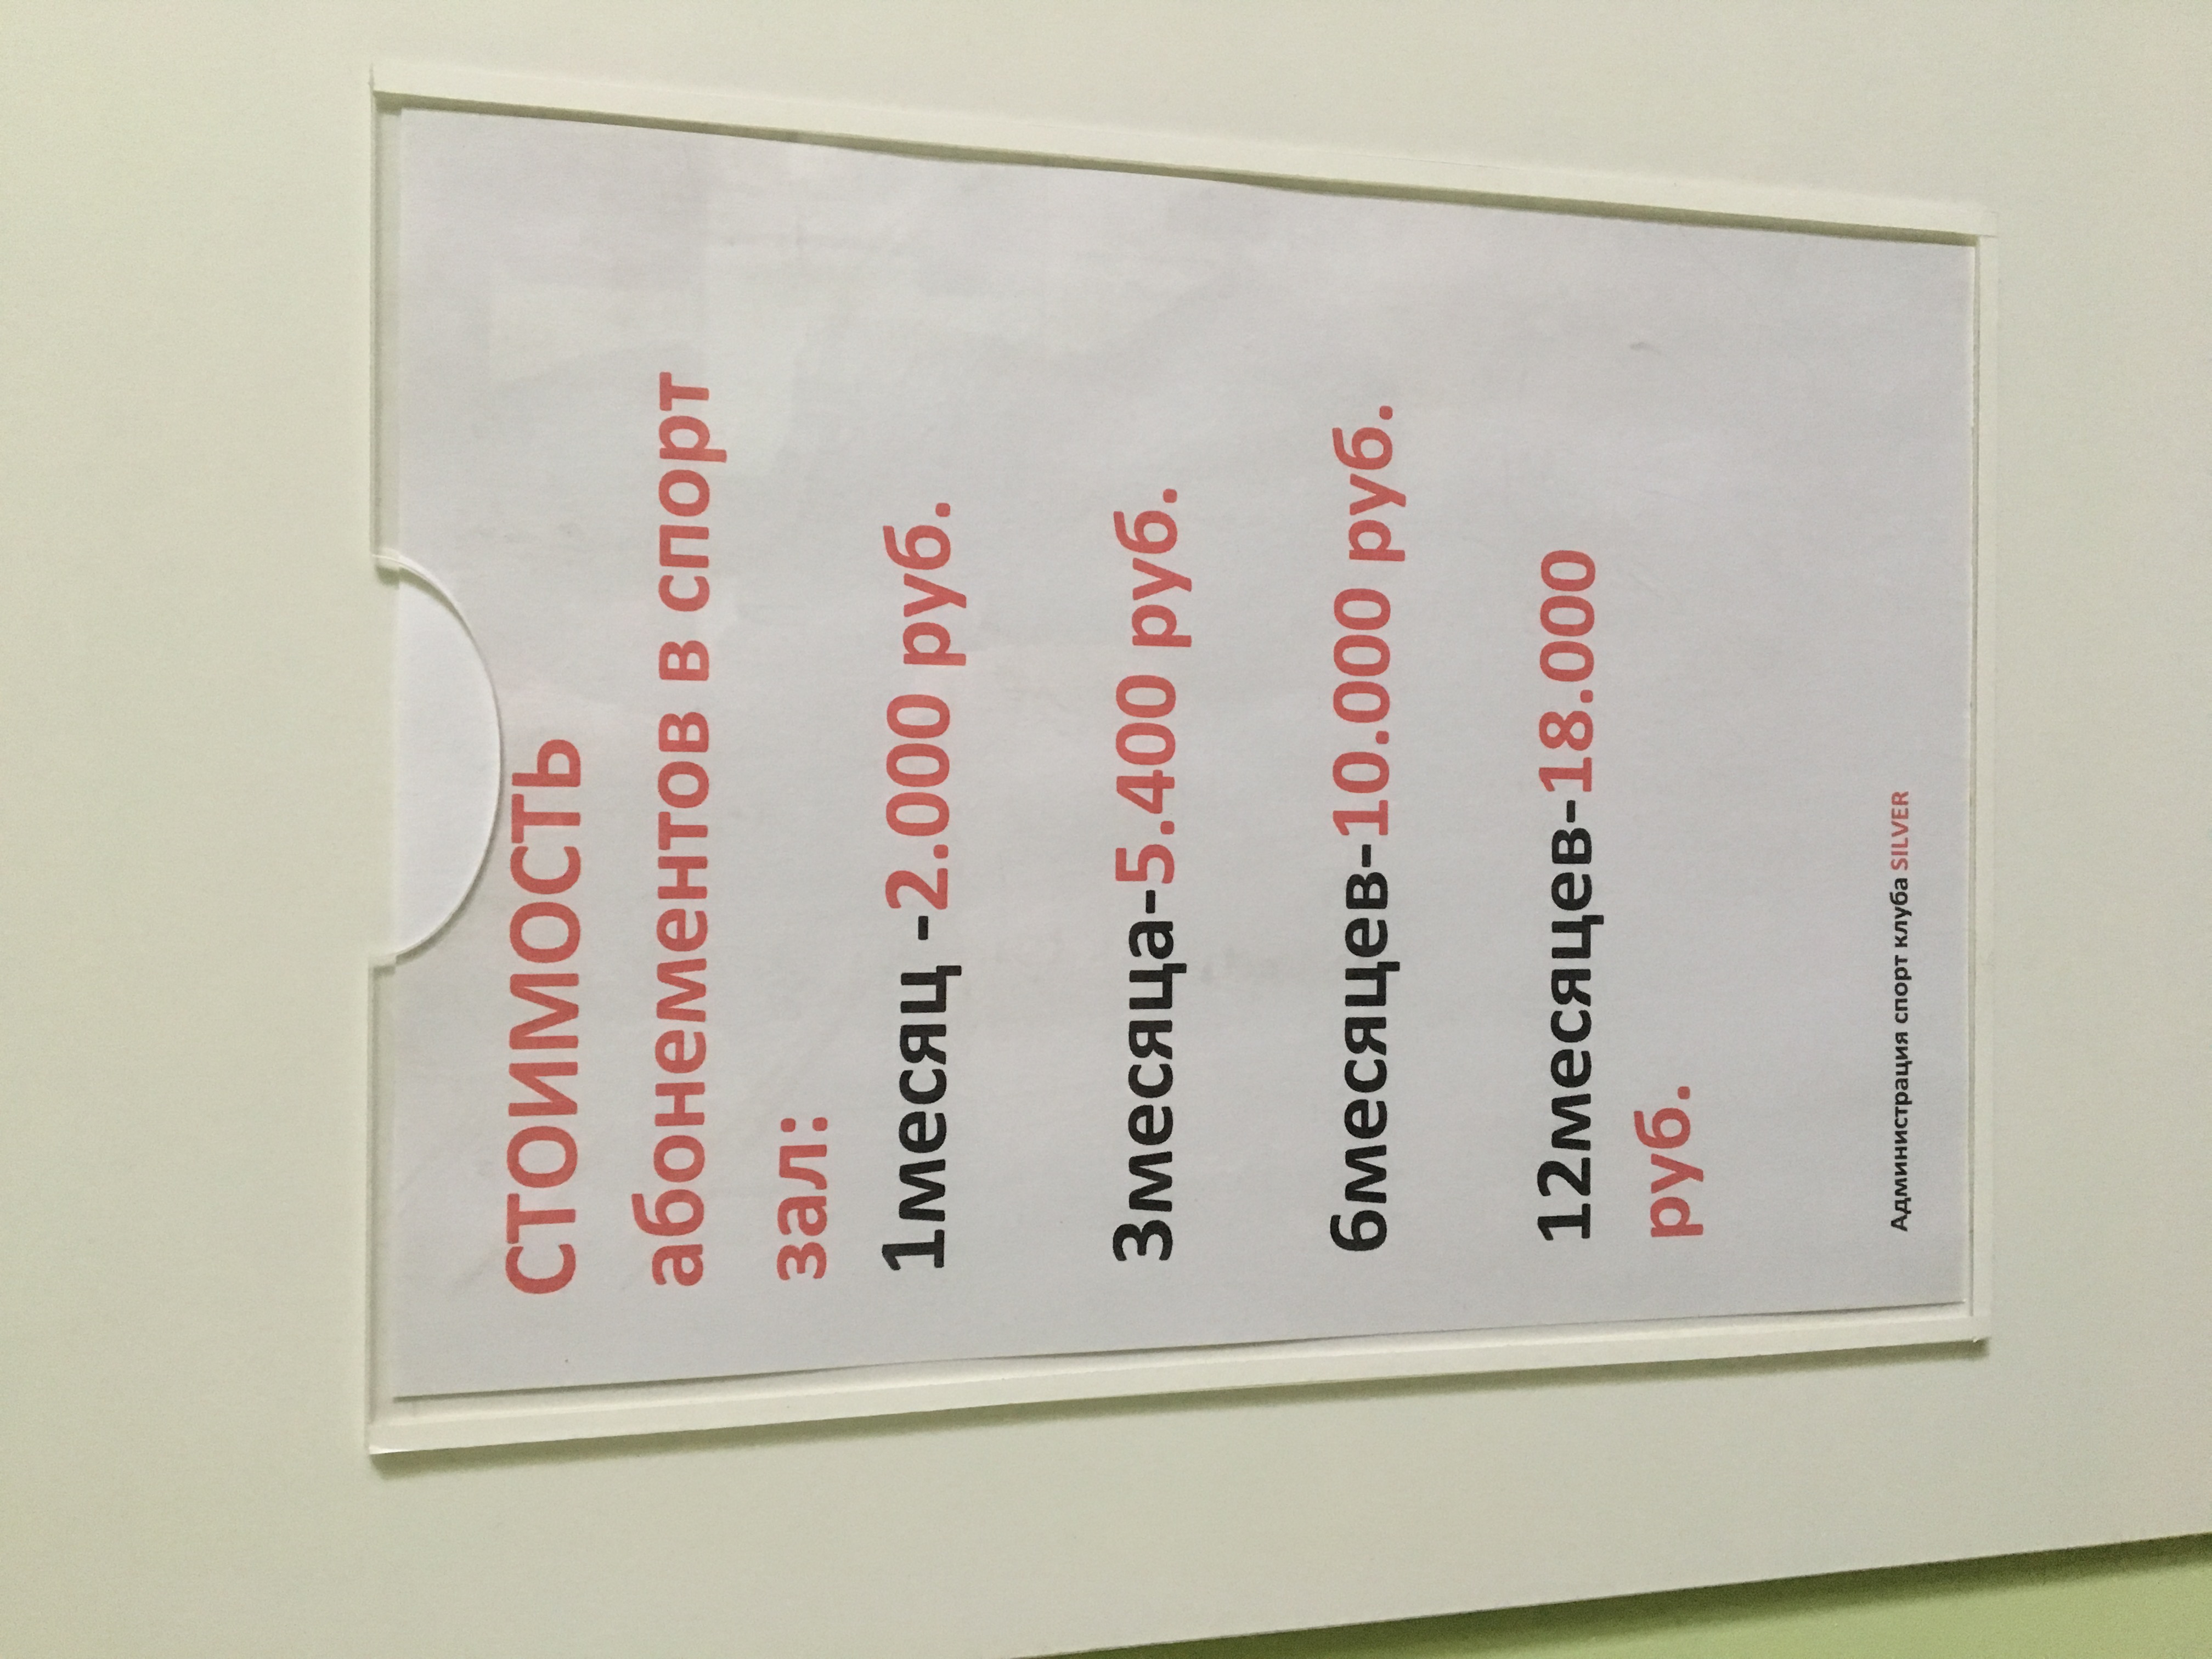 СТОИМОСТЬ
абонементов в спорт
зал:
1месяц -2.000 руб.
3месяца-5.400 руб.
6месяцев-10.000 руб.
12месяцев-18.000
руб.
Администрация спорт клуба SILVER